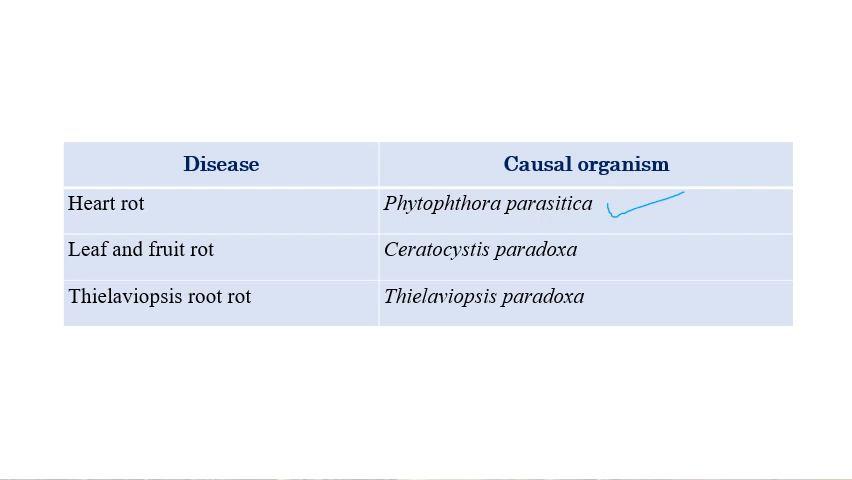 Disease Causal organism
Heart rot Phytophthora parasitica
Leaf and fruit rot Ceratocystis paradoxa
Thielaviopsis root rot Thielaviopsis paradoxa